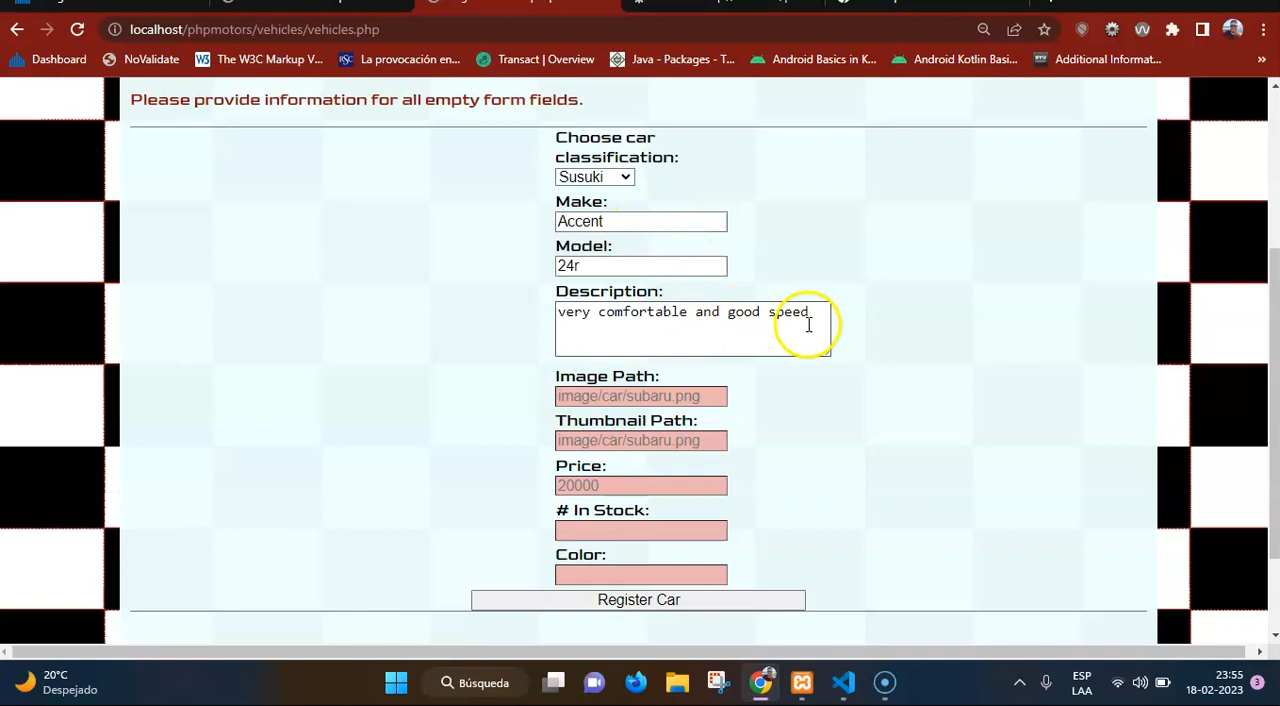 localhost/phpmotors/vehicles/vehicles.php
Dashboard
NoValidate
The W3C Markup V...
La provocación en...
Transact | Overview
Java - Packages - T...
Android Basics in K...
Android Kotlin Basi...
Additional Informat...
Please provide information for all empty form fields.
Choose car
classification:
Susuki
Make:
Accent
Model:
24r
Description:
very comfortable and good speed
Image Path:
image/car/subaru.png
Thumbnail Path:
image/car/subaru.png
Price:
20000
# In Stock:
Color:
Register Car
20°C
Despejado
Búsqueda
ESP
LAA
23:55
18-02-2023
3